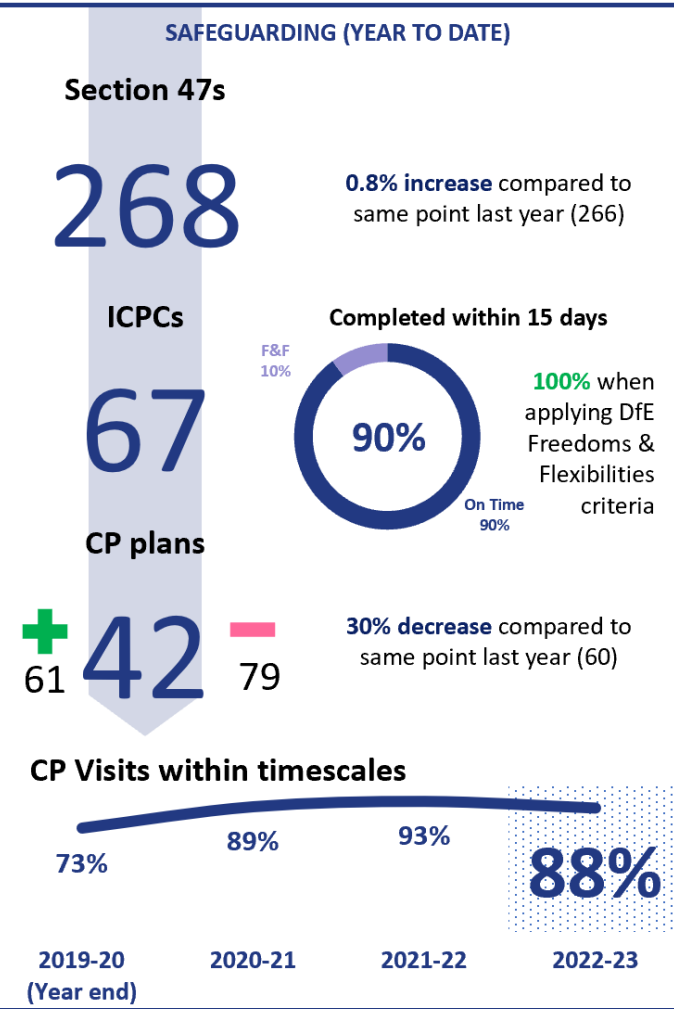 SAFEGUARDING (YEAR TO DATE)
Section 47s
268
0.8% increase compared to
same point last year (266)
ICPCs
67
Completed within 15 days
F&F
10%
90%
On Time
90%
100% when
applying DfE
Freedoms &
Flexibilities
criteria
CP plans
+
61
42
-
79
30% decrease compared to
same point last year (60)
CP Visits within timescales
73%
89%
93%
88%
2019-20
(Year end)
2020-21
2021-22
2022-23